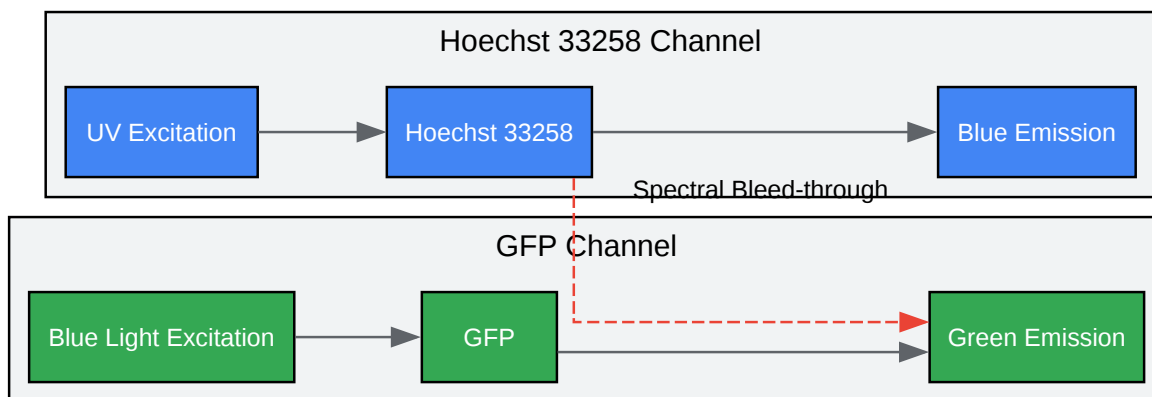 Hoechst 33258 Channel
UV Excitation
Hoechst 33258
Blue Emission
Spectral Bleed-through
GFP Channel
Blue Light Excitation
GFP
Green Emission